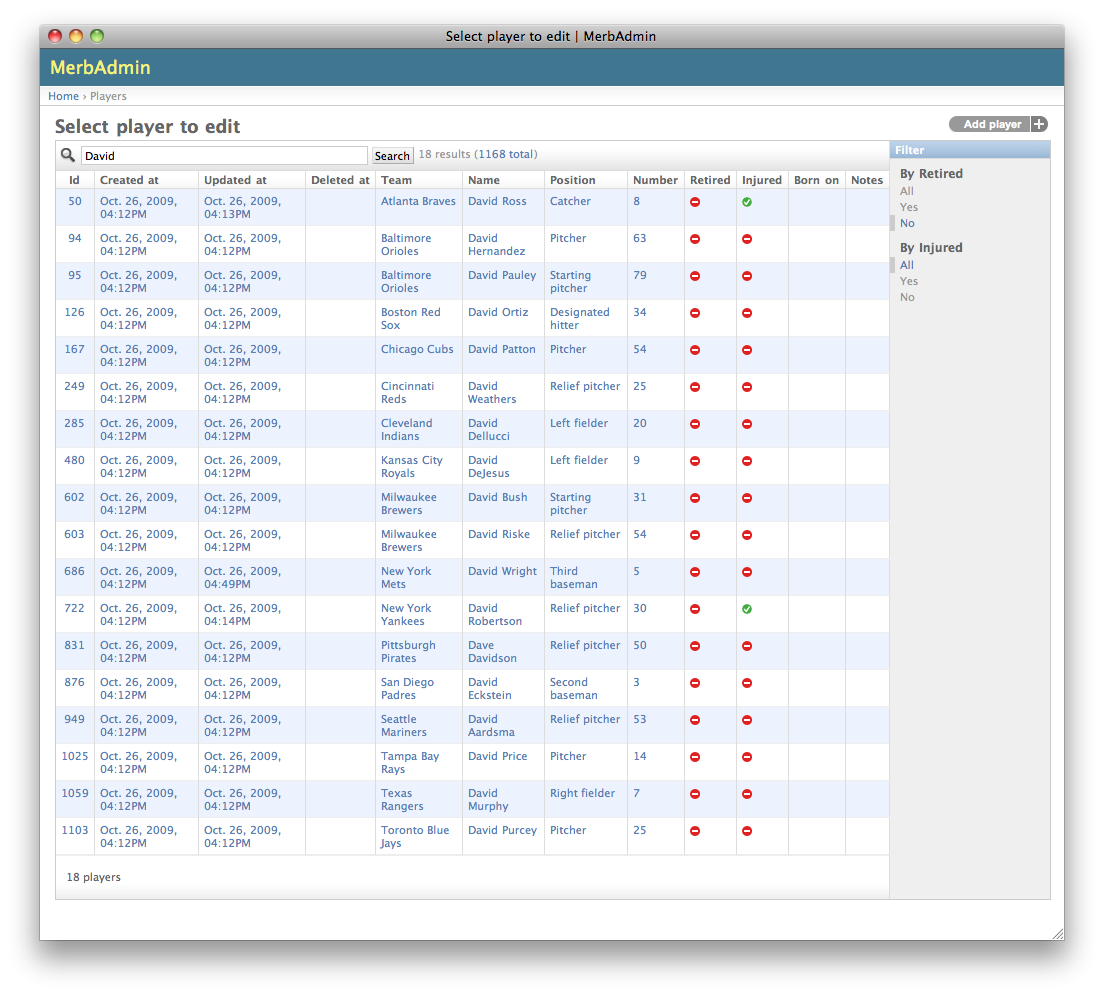 Select player to edit | MerbAdmin
MerbAdmin
Home › Players
Select player to edit
Add player +
David Search 18 results (1168 total)
Id Created at Updated at Deleted at Team Name Position Number Retired Injured Born on Notes
50 Oct. 26, 2009, Oct. 26, 2009, Atlanta Braves David Ross Catcher 8
04:12PM 04:13PM
94 Oct. 26, 2009, Oct. 26, 2009, Baltimore David Pitcher 63
04:12PM 04:12PM Orioles Hernandez
95 Oct. 26, 2009, Oct. 26, 2009, Baltimore David Pauley Starting 79
04:12PM 04:12PM Orioles pitcher
126 Oct. 26, 2009, Oct. 26, 2009, Boston Red David Ortiz Designated 34
04:12PM 04:12PM Sox hitter
167 Oct. 26, 2009, Oct. 26, 2009, Chicago Cubs David Patton Pitcher 54
04:12PM 04:12PM
249 Oct. 26, 2009, Oct. 26, 2009, Cincinnati David Relief pitcher 25
04:12PM 04:12PM Reds Weathers
285 Oct. 26, 2009, Oct. 26, 2009, Cleveland David Left fielder 20
04:12PM 04:12PM Indians Dellucci
480 Oct. 26, 2009, Oct. 26, 2009, Kansas City David Left fielder 9
04:12PM 04:12PM Royals DeJesus
602 Oct. 26, 2009, Oct. 26, 2009, Milwaukee David Bush Starting 31
04:12PM 04:12PM Brewers pitcher
603 Oct. 26, 2009, Oct. 26, 2009, Milwaukee David Riske Relief pitcher 54
04:12PM 04:12PM Brewers
686 Oct. 26, 2009, Oct. 26, 2009, New York David Wright Third 5
04:12PM 04:49PM Mets baseman
722 Oct. 26, 2009, Oct. 26, 2009, New York David Relief pitcher 30
04:12PM 04:14PM Yankees Robertson
831 Oct. 26, 2009, Oct. 26, 2009, Pittsburgh Dave Relief pitcher 50
04:12PM 04:12PM Pirates Davidson
876 Oct. 26, 2009, Oct. 26, 2009, San Diego David Second 3
04:12PM 04:12PM Padres Eckstein baseman
949 Oct. 26, 2009, Oct. 26, 2009, Seattle David Relief pitcher 53
04:12PM 04:12PM Mariners Aardsma
1025 Oct. 26, 2009, Oct. 26, 2009, Tampa Bay David Price Pitcher 14
04:12PM 04:12PM Rays
1059 Oct. 26, 2009, Oct. 26, 2009, Texas David Right fielder 7
04:12PM 04:12PM Rangers Murphy
1103 Oct. 26, 2009, Oct. 26, 2009, Toronto Blue David Purcey Pitcher 25
04:12PM 04:12PM Jays
18 players
Filter
By Retired
All
Yes
No
By Injured
All
Yes
No